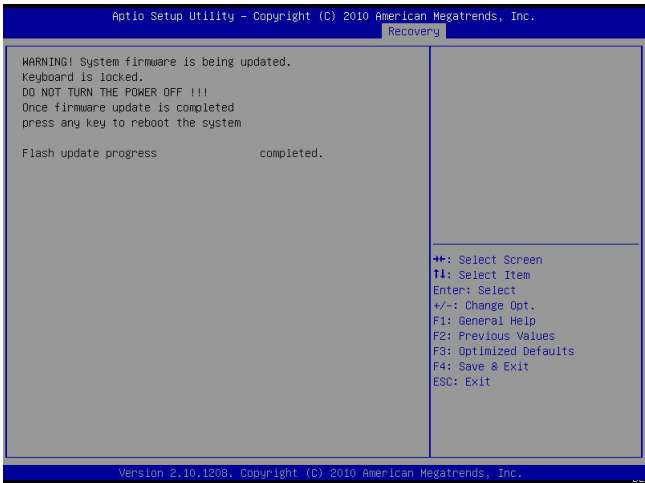 Aptio Setup Utility – Copyright (C) 2010 American Megatrends, Inc.
Recovery
WARNING! System firmware is being updated.
Keyboard is locked.
DO NOT TURN THE POWER OFF !!!
Once firmware update is completed
press any key to reboot the system
Flash update progress completed.
→←: Select Screen
↑↓: Select Item
Enter: Select
+/-: Change Opt.
F1: General Help
F2: Previous Values
F3: Optimized Defaults
F4: Save & Exit
ESC: Exit
Version 2.10.1208. Copyright (C) 2010 American Megatrends, Inc.